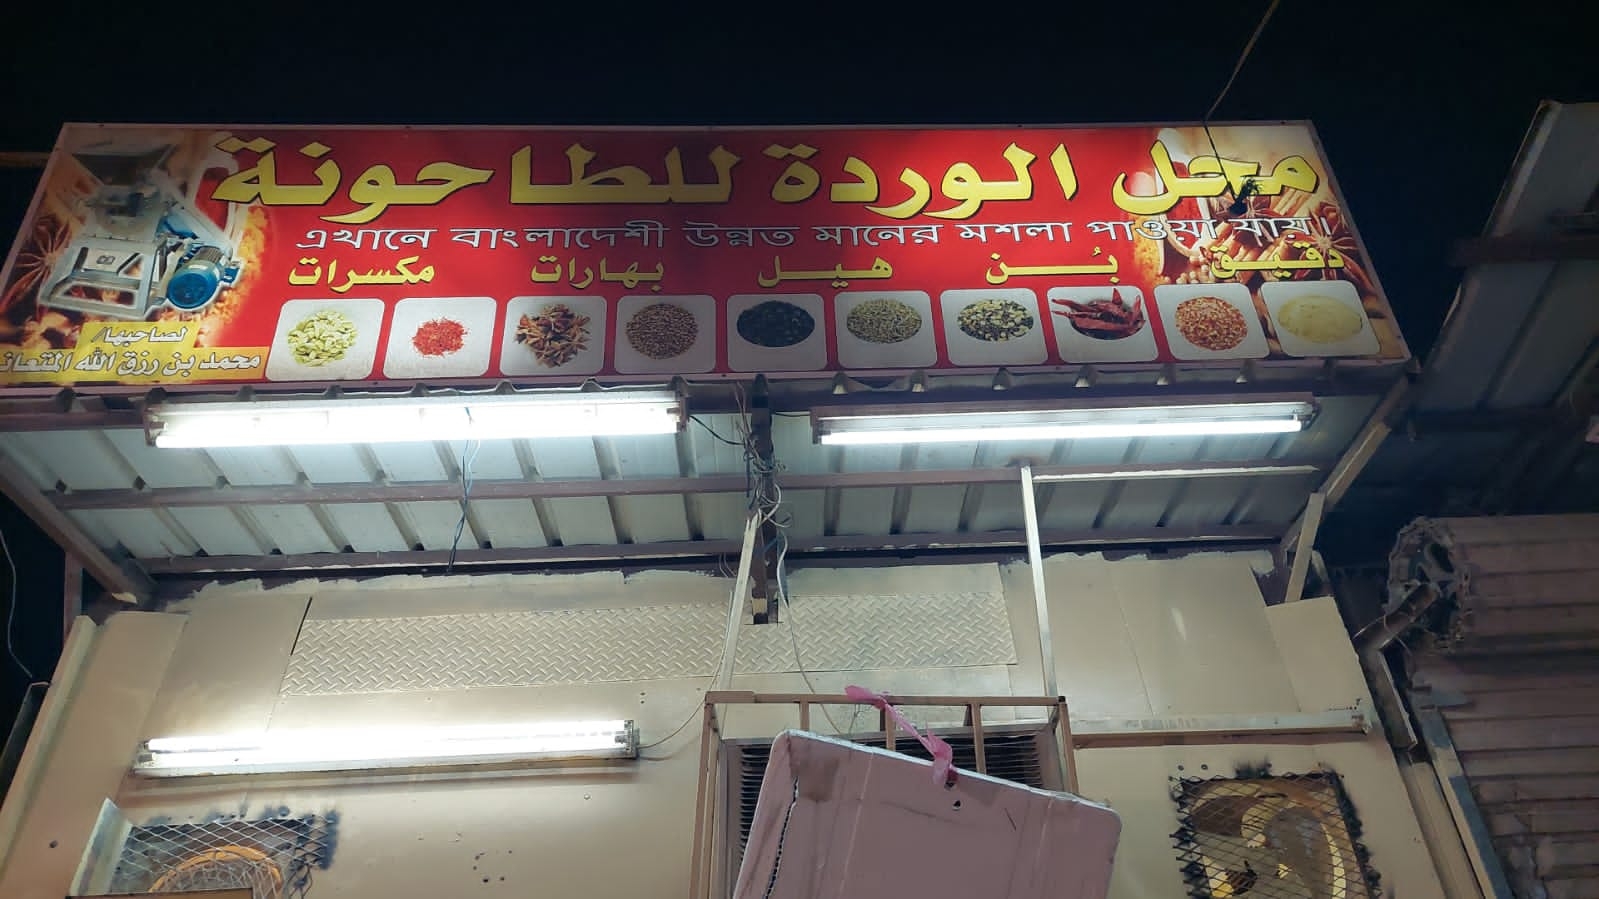 محل الوردة للطاحونة
এখানে বাংলাদেশী উন্নত মানের মশলা পাওয়া যায়।
دقيق بُن هيل بهارات مكسرات
لصاحبها/
محمد بن رزق الله